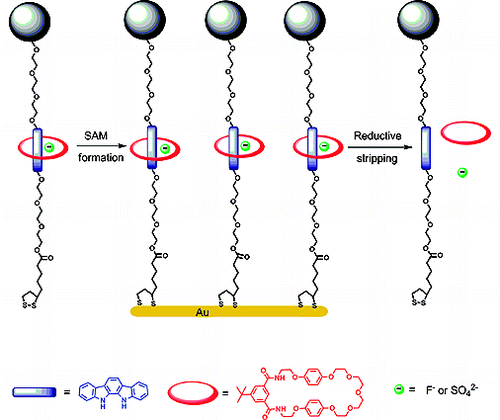 SAM
formation
Reductive
stripping
Au
= F⁻ or SO₄²⁻